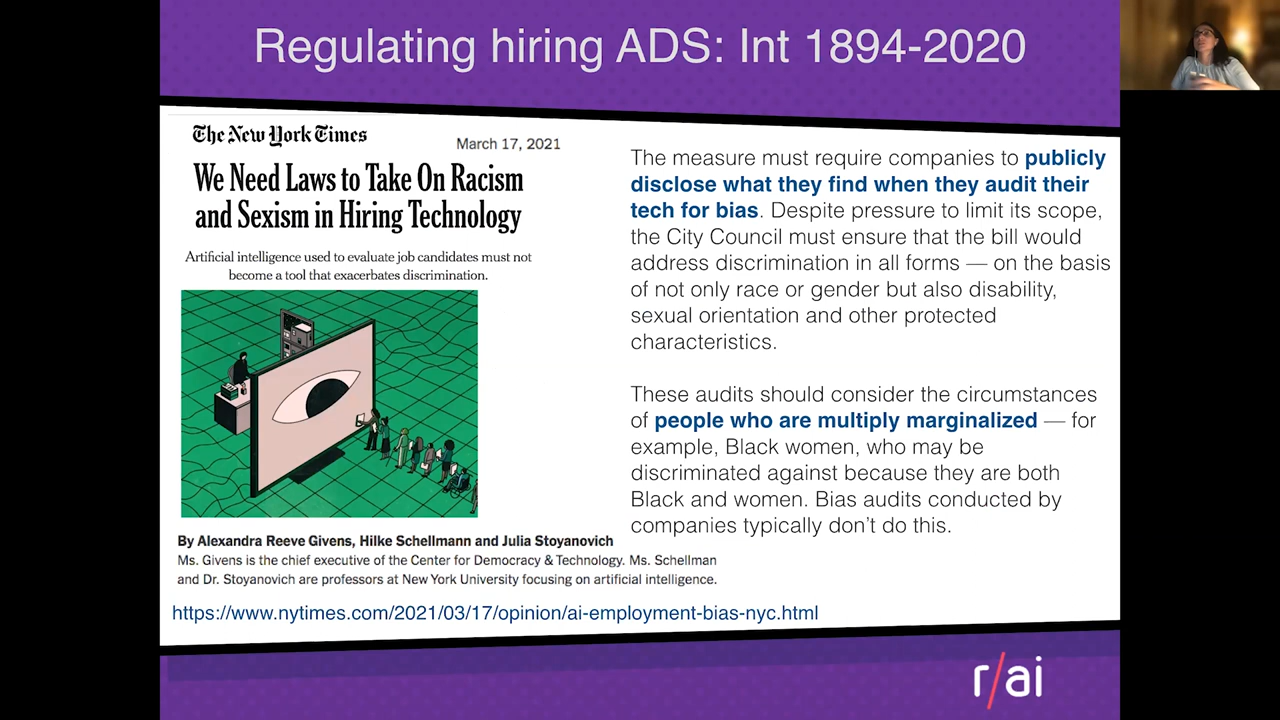 Regulating hiring ADS: Int 1894-2020
The New York Times
March 17, 2021
We Need Laws to Take On Racism
and Sexism in Hiring Technology
Artificial intelligence used to evaluate job candidates must not
become a tool that exacerbates discrimination.
By Alexandra Reeve Givens, Hilke Schellmann and Julia Stoyanovich
Ms. Givens is the chief executive of the Center for Democracy & Technology. Ms. Schellman
and Dr. Stoyanovich are professors at New York University focusing on artificial intelligence.
https://www.nytimes.com/2021/03/17/opinion/ai-employment-bias-nyc.html
The measure must require companies to publicly
disclose what they find when they audit their
tech for bias. Despite pressure to limit its scope,
the City Council must ensure that the bill would
address discrimination in all forms — on the basis
of not only race or gender but also disability,
sexual orientation and other protected
characteristics.
These audits should consider the circumstances
of people who are multiply marginalized — for
example, Black women, who may be
discriminated against because they are both
Black and women. Bias audits conducted by
companies typically don’t do this.
r/ai